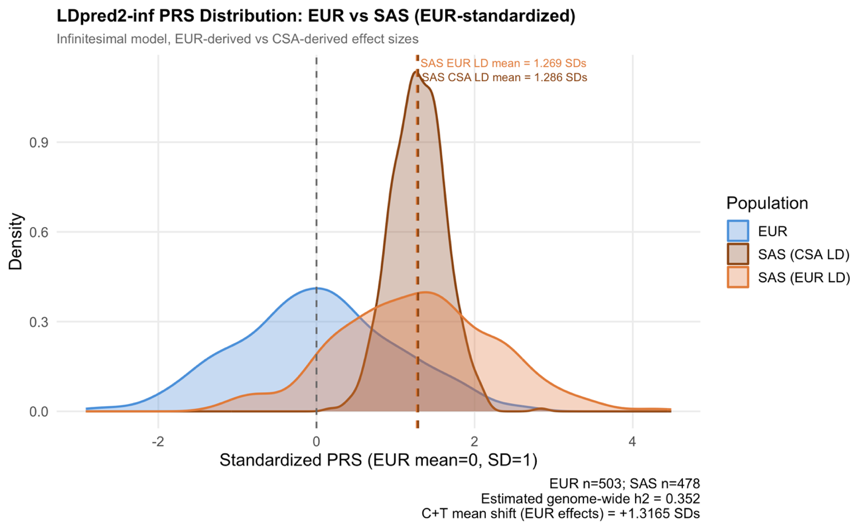 LDpred2-inf PRS Distribution: EUR vs SAS (EUR-standardized)
Infinitesimal model, EUR-derived vs CSA-derived effect sizes
SAS EUR LD mean = 1.269 SDs
SAS CSA LD mean = 1.286 SDs
0.9
0.6
0.3
0.0
Density
-2
0
2
4
Standardized PRS (EUR mean=0, SD=1)
Population
EUR
SAS (CSA LD)
SAS (EUR LD)
EUR n=503; SAS n=478
Estimated genome-wide h2 = 0.352
C+T mean shift (EUR effects) = +1.3165 SDs